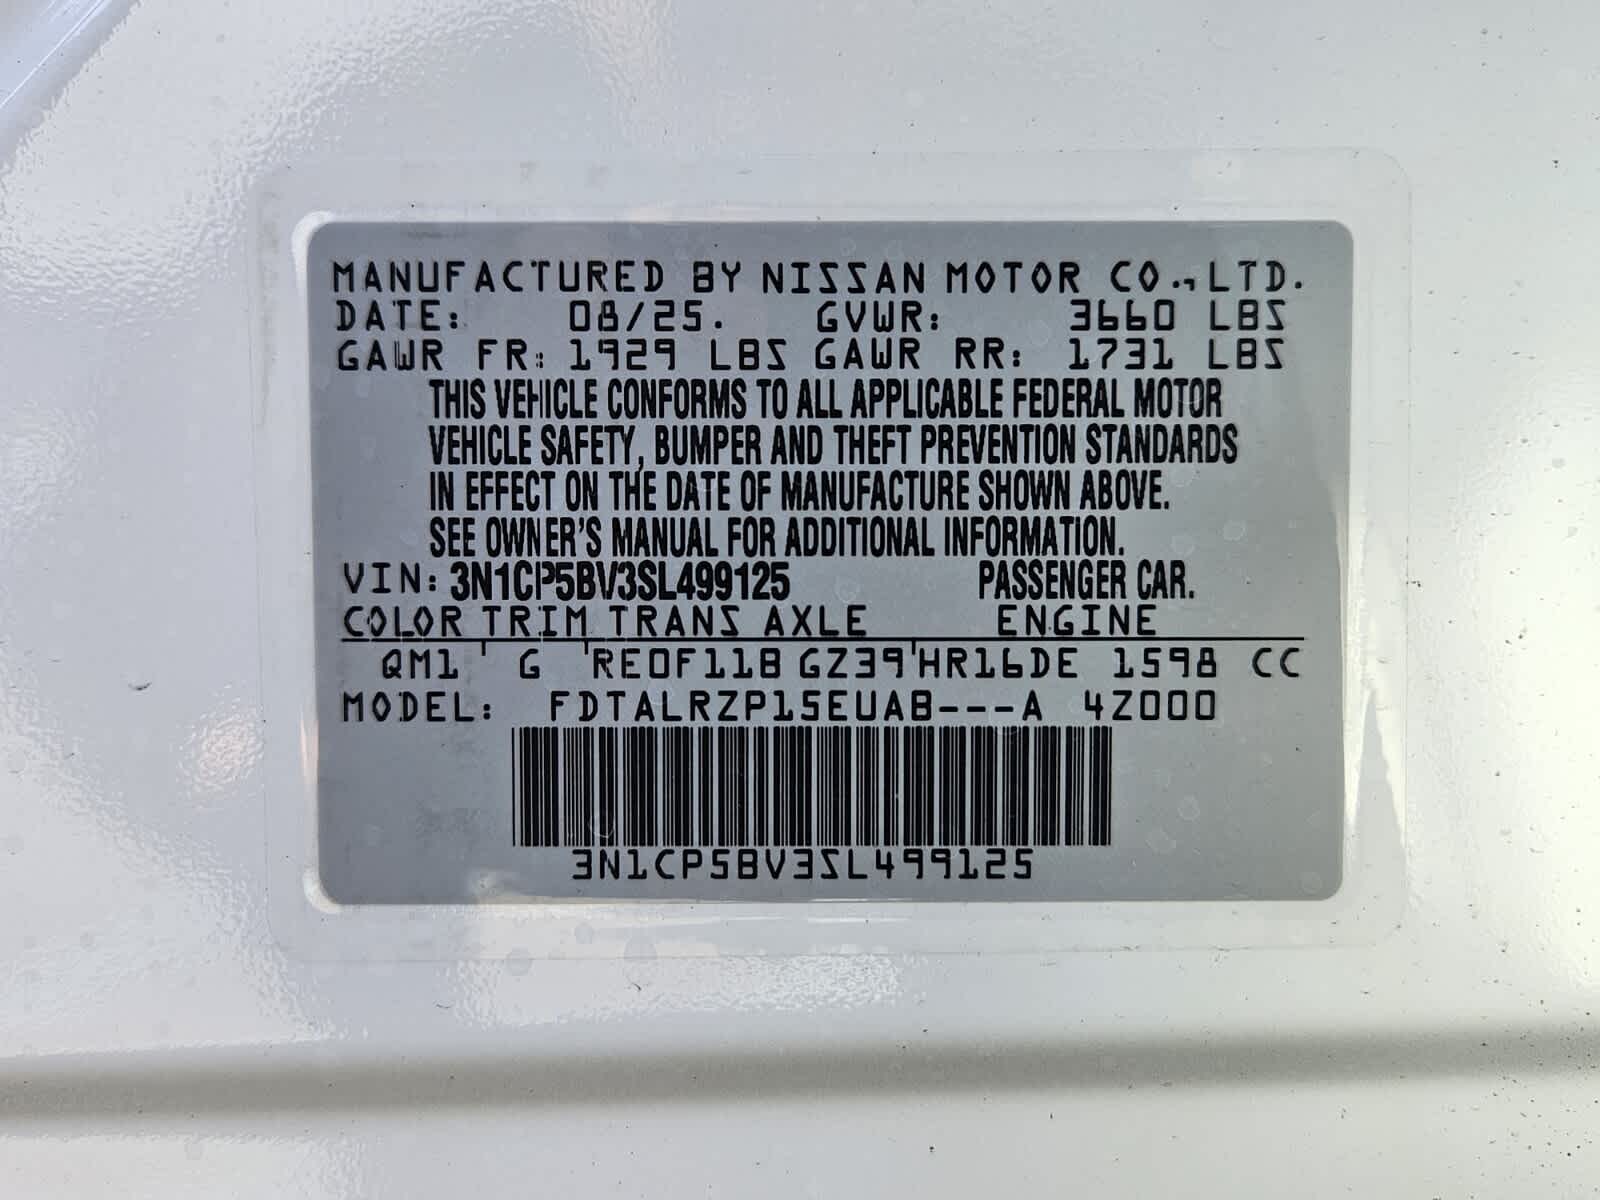 MANUFACTURED BY NISSAN MOTOR CO., LTD.
DATE: 08/25. GVWR: 3660 LBS
GAWR FR: 1929 LBS GAWR RR: 1731 LBS
THIS VEHICLE CONFORMS TO ALL APPLICABLE FEDERAL MOTOR
VEHICLE SAFETY, BUMPER AND THEFT PREVENTION STANDARDS
IN EFFECT ON THE DATE OF MANUFACTURE SHOWN ABOVE.
SEE OWNER'S MANUAL FOR ADDITIONAL INFORMATION.
VIN: 3N1CP5BV3SL499125 PASSENGER CAR.
COLOR TRIM TRANS AXLE ENGINE
QM1 ' G 'RE0F11B GZ39'HR16DE 1598 CC
MODEL: FDTALRZP15EUAB---A 4Z000
3N1CP5BV3SL499125